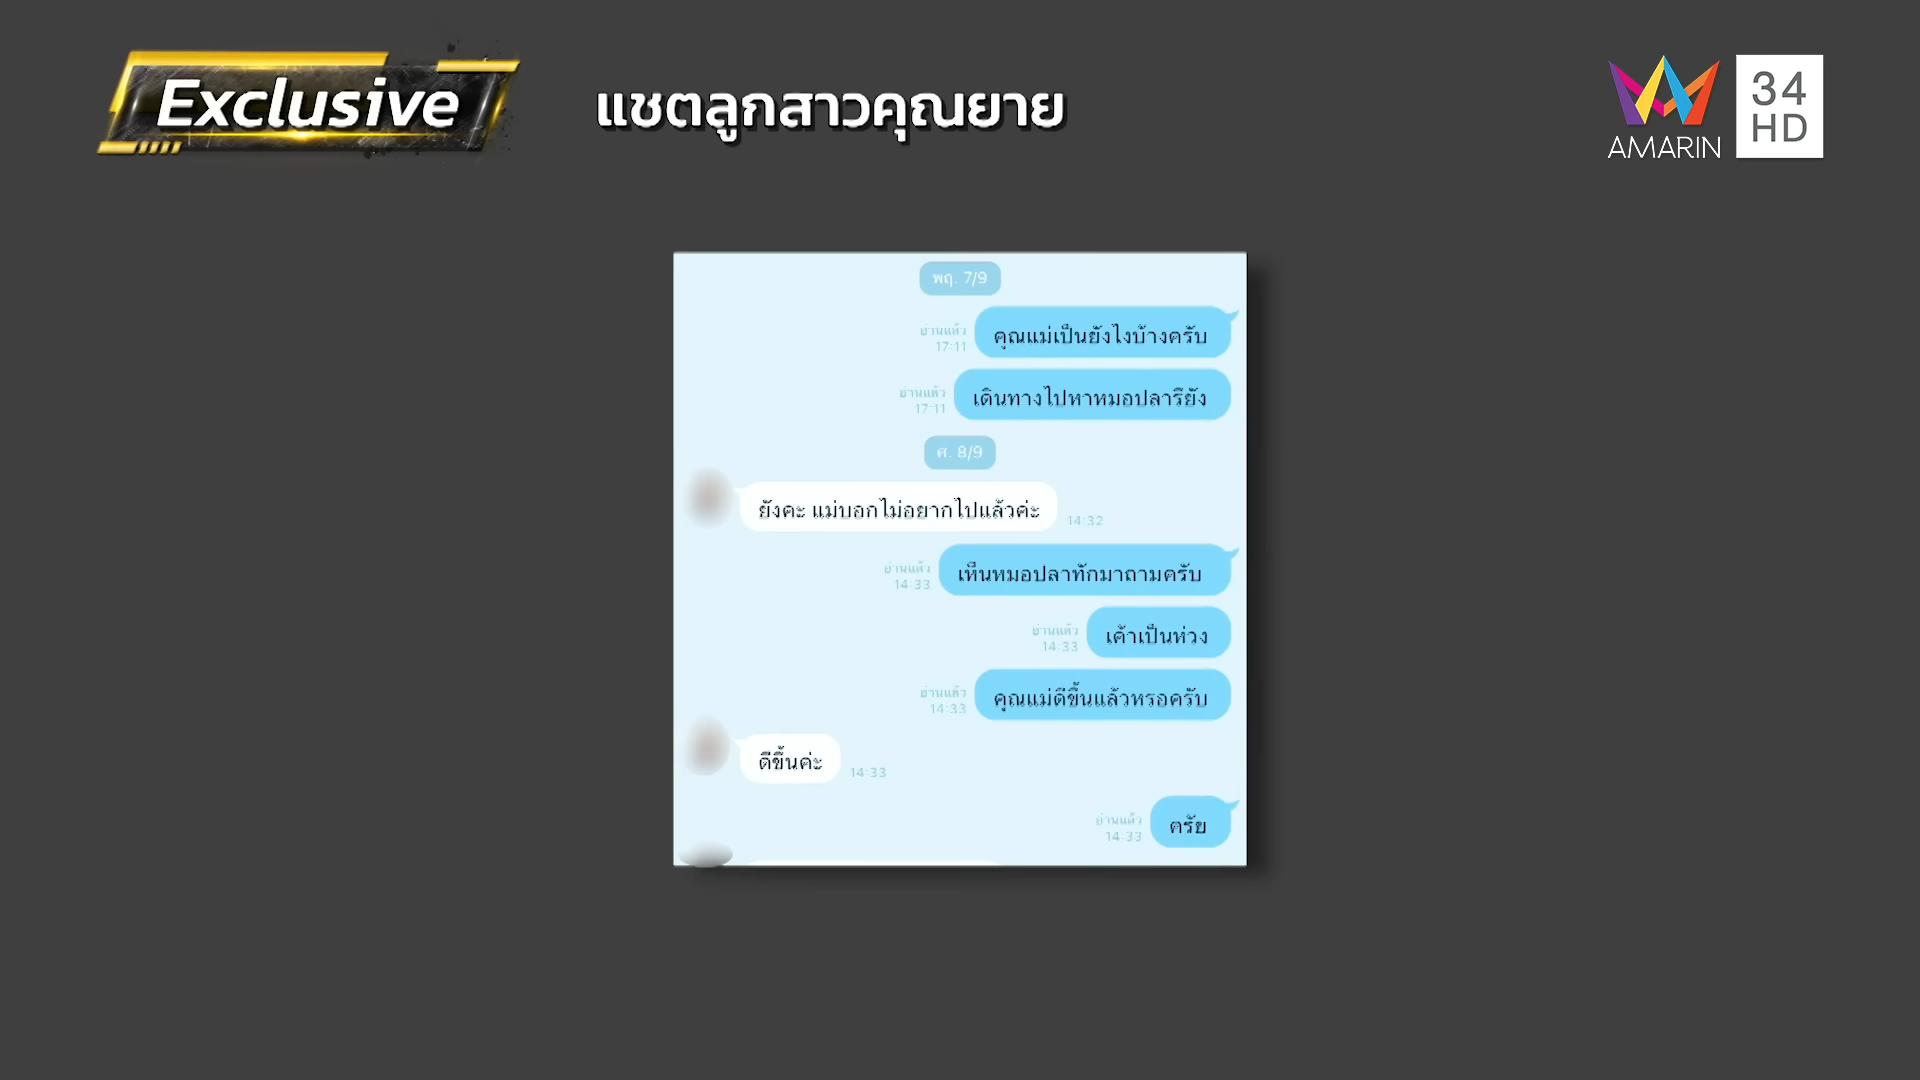 Exclusive
แชตลูกสาวคุณยาย
AMARIN
34
HD
พฤ. 7/9
คุณแม่เป็นยังไงบ้างครับ
อ่านแล้ว
17:11
เดินทางไปหาหมอปลารึยัง
อ่านแล้ว
17:11
ศ. 8/9
ยังคะ แม่บอกไม่อยากไปแล้วค่ะ
14:32
เห็นหมอปลาทักมาถามครับ
อ่านแล้ว
14:33
เค้าเป็นห่วง
อ่านแล้ว
14:33
คุณแม่ดีขึ้นแล้วหรอครับ
อ่านแล้ว
14:33
ดีขึ้นค่ะ
14:33
ครัย
อ่านแล้ว
14:33